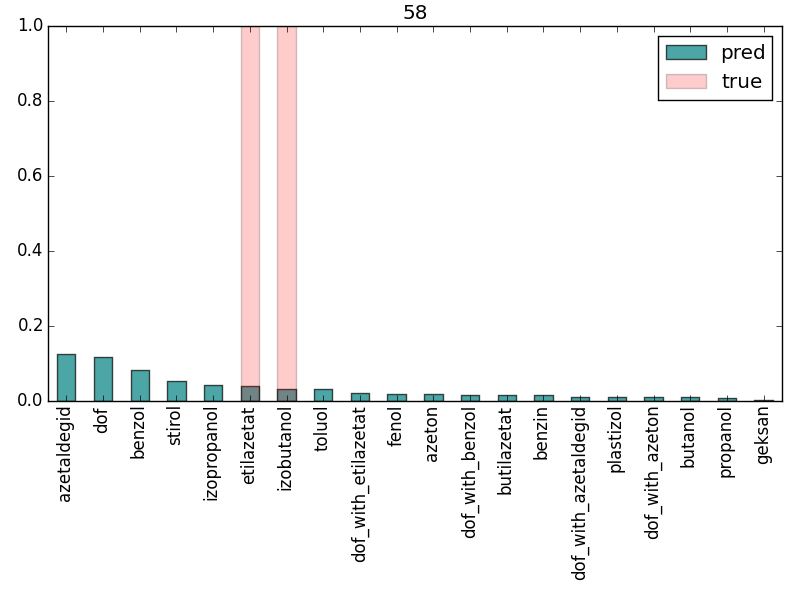 58
1.0
0.8
0.6
0.4
0.2
0.0
pred
true
azetaldegid
dof
benzol
stirol
izopropanol
etilazetat
izobutanol
toluol
dof_with_etilazetat
fenol
azeton
dof_with_benzol
butilazetat
benzin
dof_with_azetaldegid
plastizol
dof_with_azeton
butanol
propanol
geksan